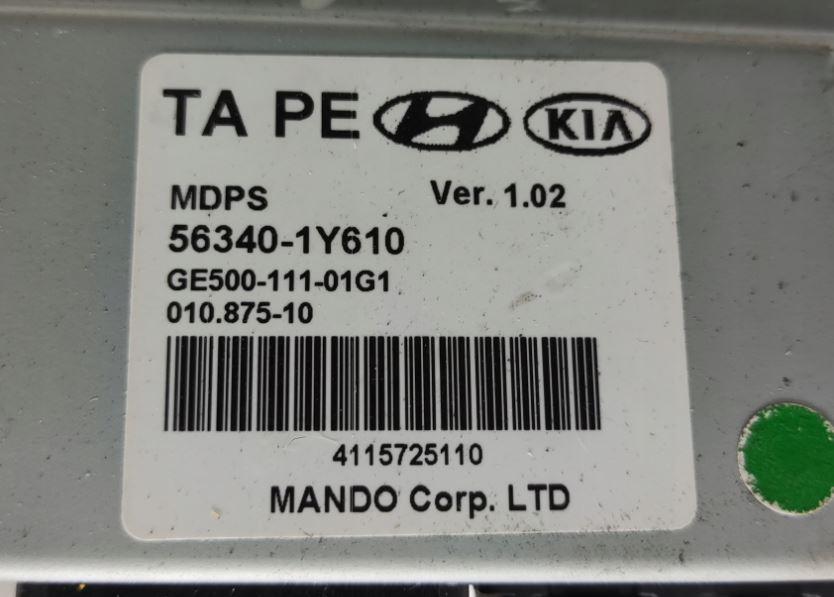 TA PE KIA
MDPS Ver. 1.02
56340-1Y610
GE500-111-01G1
010.875-10
4115725110
MANDO Corp. LTD